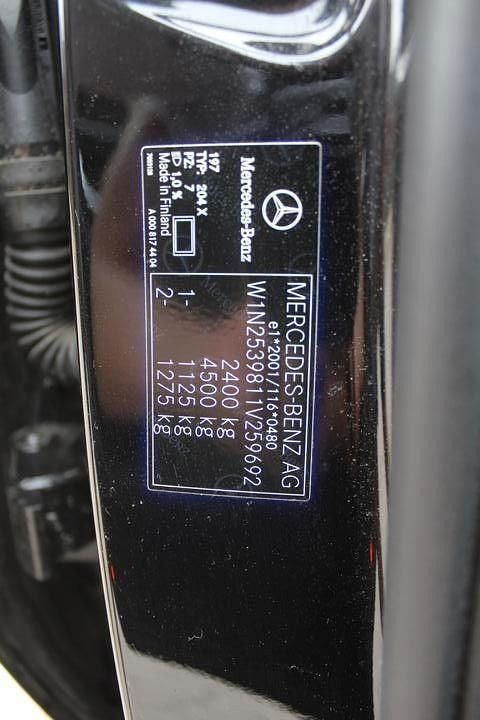 Mercedes-Benz
197
TYP: 204 X
PZ: 7
1,0 %
Made in Finland
A 000 817 44 04
MERCEDES-BENZ AG
e1*2001/116*0480
W1N2539811V259692
2400 kg
4500 kg
1- 1125 kg
2- 1275 kg